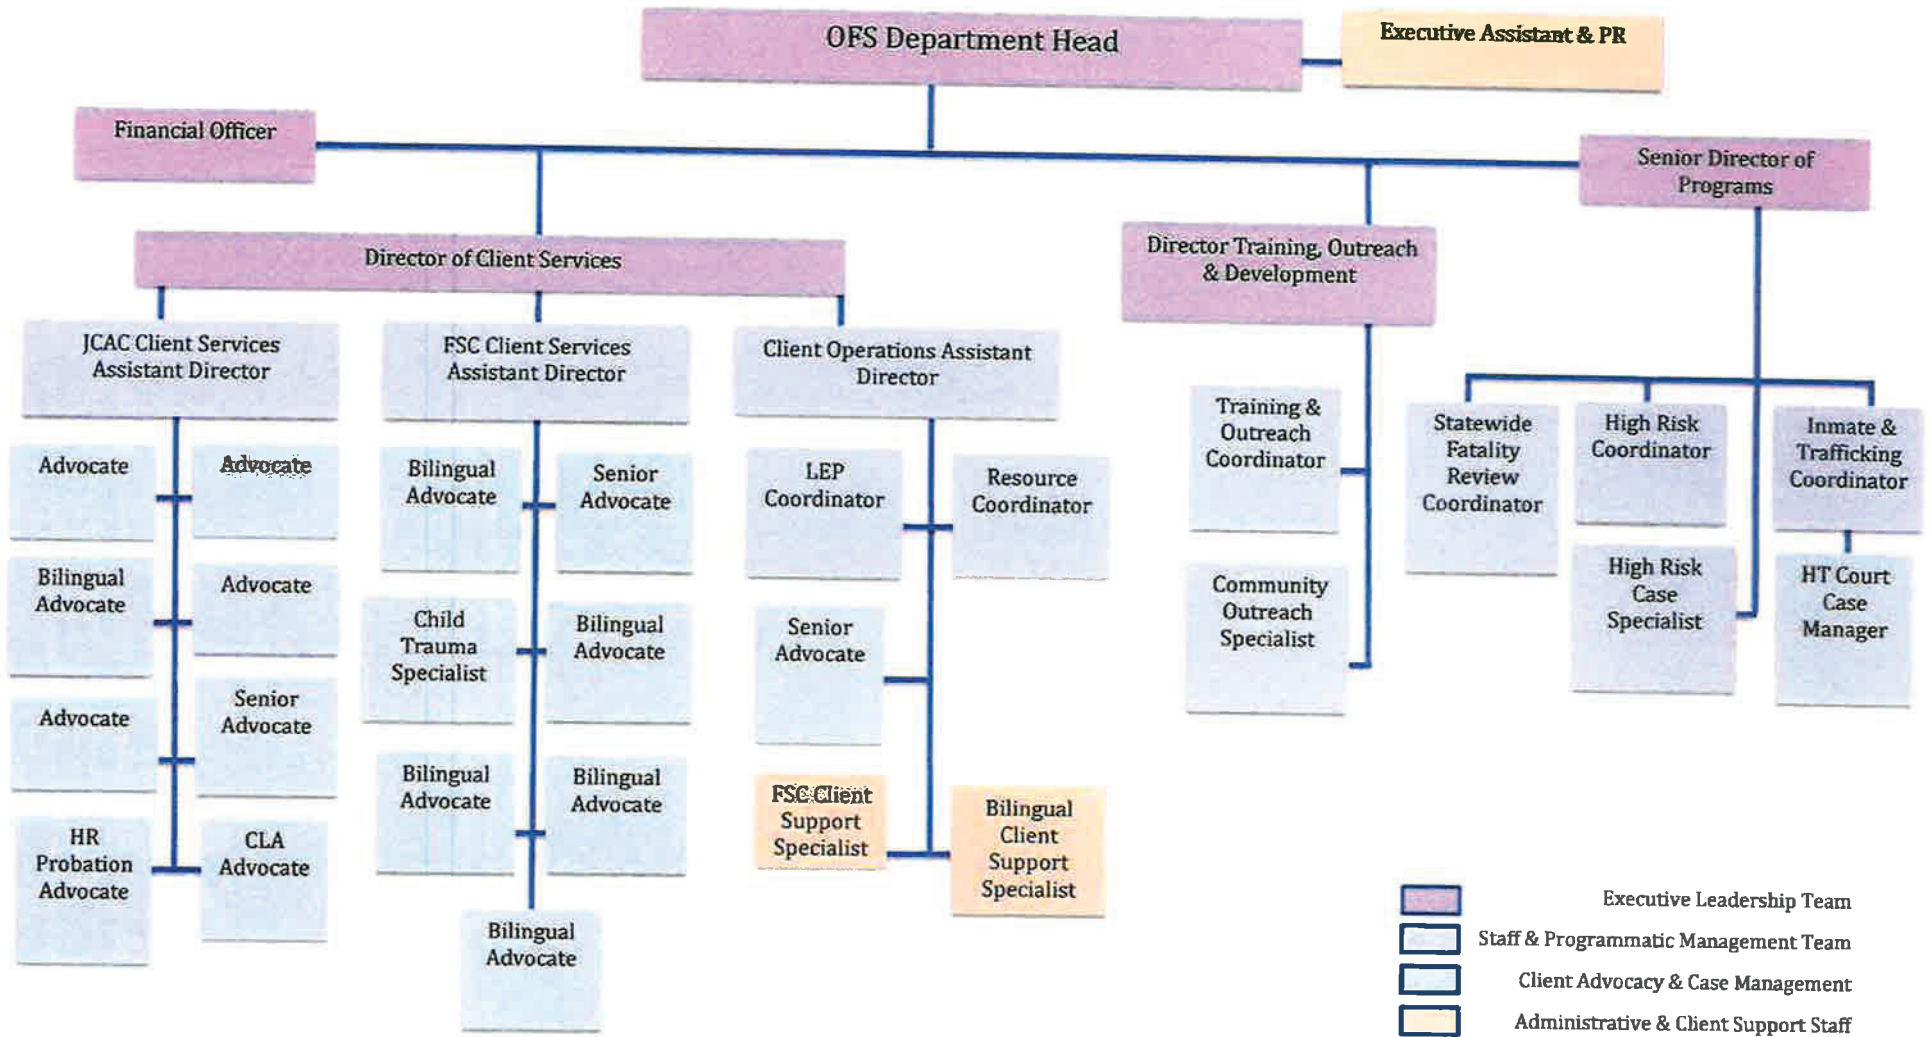 OFS Department Head
Executive Assistant & PR
Financial Officer
Senior Director of
Programs
Director of Client Services
Director Training, Outreach
& Development
JCAC Client Services
Assistant Director
FSC Client Services
Assistant Director
Client Operations Assistant
Director
Training &
Outreach
Coordinator
Statewide
Fatality
Review
Coordinator
High Risk
Coordinator
Inmate &
Trafficking
Coordinator
Advocate
Advocate
Bilingual
Advocate
Senior
Advocate
LEP
Coordinator
Resource
Coordinator
Bilingual
Advocate
Advocate
Child
Trauma
Specialist
Bilingual
Advocate
Senior
Advocate
Community
Outreach
Specialist
High Risk
Case
Specialist
HT Court
Case
Manager
Advocate
Senior
Advocate
Bilingual
Advocate
Bilingual
Advocate
FSC Client
Support
Specialist
Bilingual
Client
Support
Specialist
HR
Probation
Advocate
CLA
Advocate
Bilingual
Advocate
Executive Leadership Team
Staff & Programmatic Management Team
Client Advocacy & Case Management
Administrative & Client Support Staff